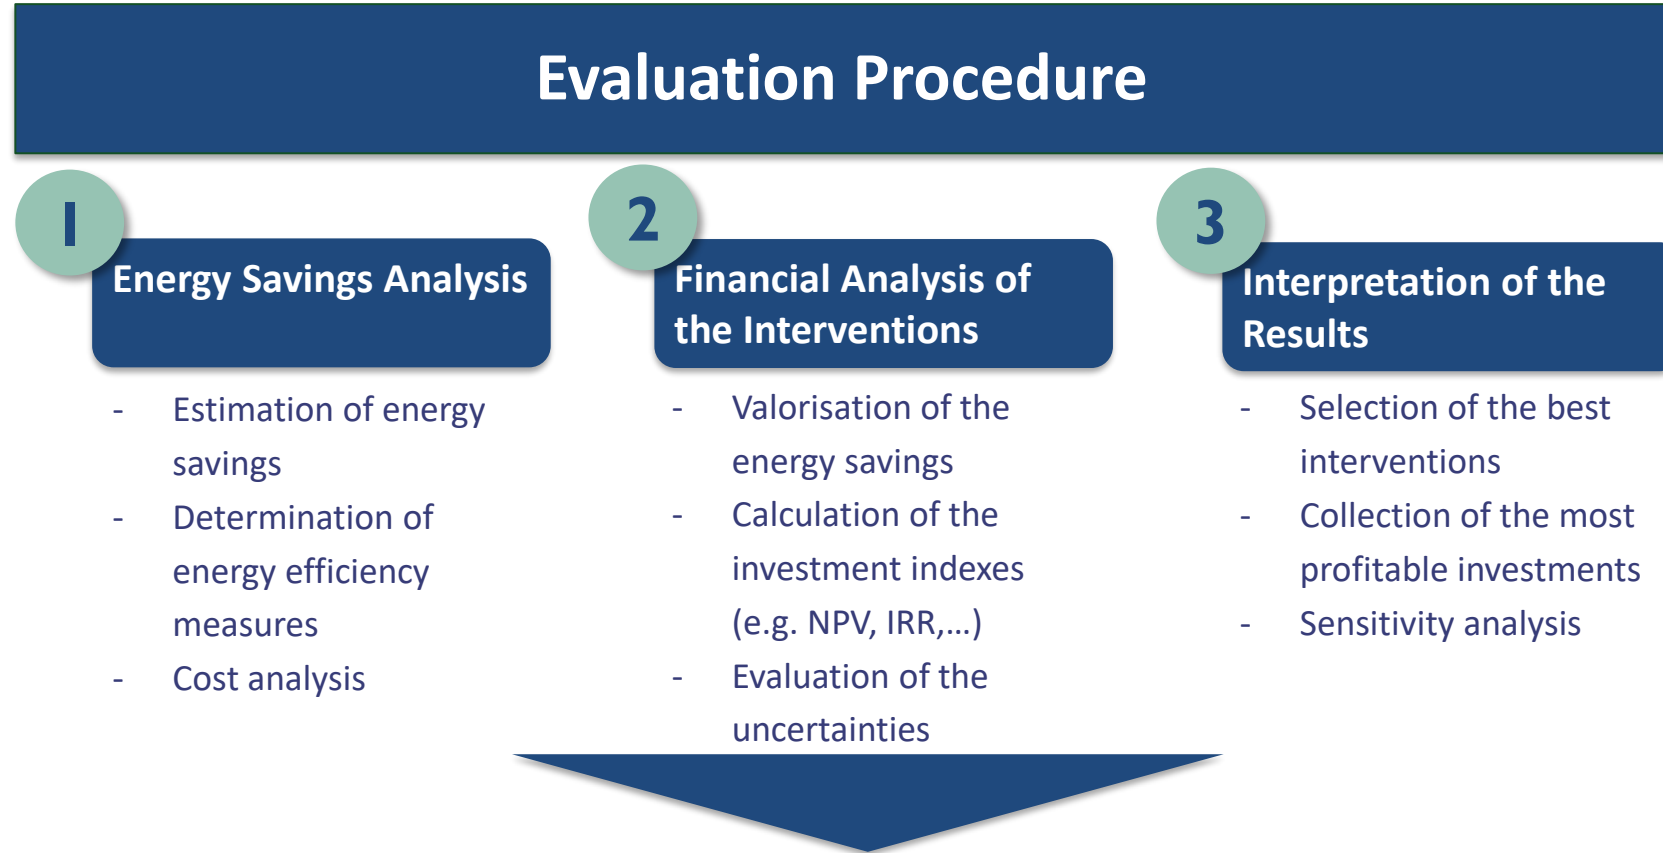 Evaluation Procedure
1
Energy Savings Analysis
- Estimation of energy
savings
- Determination of
energy efficiency
measures
- Cost analysis
2
Financial Analysis of
the Interventions
- Valorisation of the
energy savings
- Calculation of the
investment indexes
(e.g. NPV, IRR,...)
- Evaluation of the
uncertainties
3
Interpretation of the
Results
- Selection of the best
interventions
- Collection of the most
profitable investments
- Sensitivity analysis